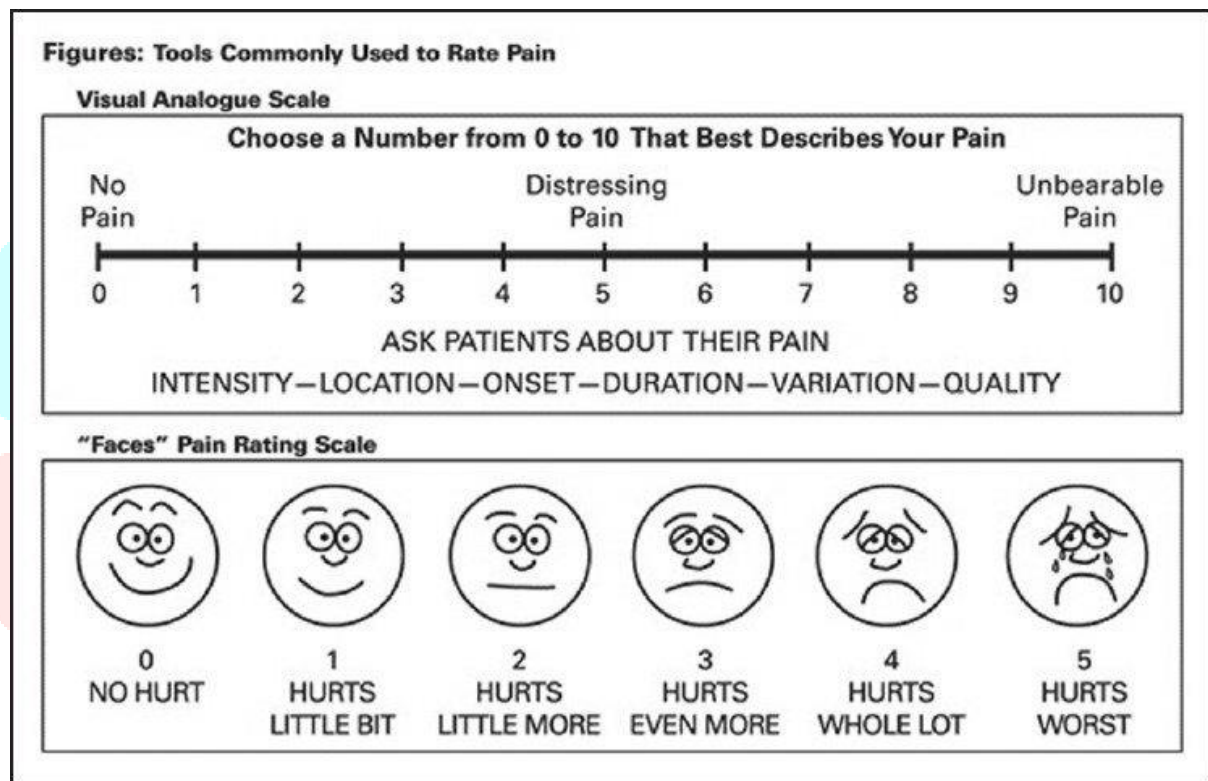 Figures: Tools Commonly Used to Rate Pain
Visual Analogue Scale
Choose a Number from 0 to 10 That Best Describes Your Pain
No Pain
Distressing Pain
Unbearable Pain
0 1 2 3 4 5 6 7 8 9 10
ASK PATIENTS ABOUT THEIR PAIN
INTENSITY—LOCATION—ONSET—DURATION—VARIATION—QUALITY
"Faces" Pain Rating Scale
0
NO HURT
1
HURTS
LITTLE BIT
2
HURTS
LITTLE MORE
3
HURTS
EVEN MORE
4
HURTS
WHOLE LOT
5
HURTS
WORST